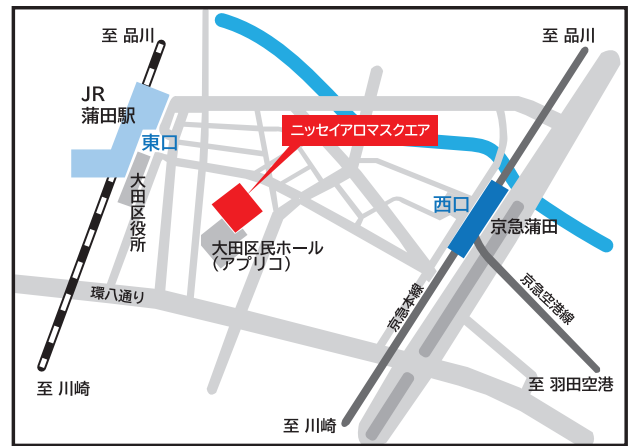 至 品川
至 品川
JR
蒲田駅
東口
ニッセイアロマスクエア
大田区役所
西口
京急蒲田
大田区民ホール
（アプリコ）
環八通り
京急本線
京急空港線
至 川崎
至 羽田空港
至 川崎